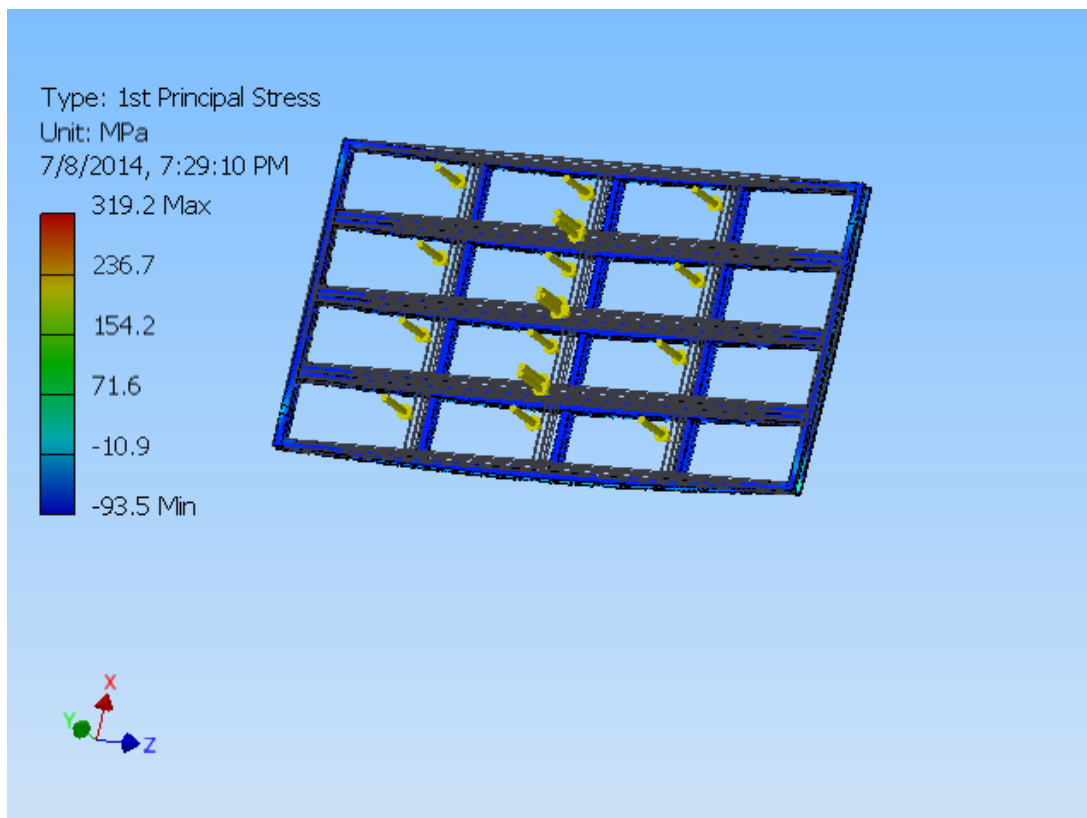 Type: 1st Principal Stress
Unit: MPa
7/8/2014, 7:29:10 PM
319.2 Max
236.7
154.2
71.6
-10.9
-93.5 Min
X
Y
Z